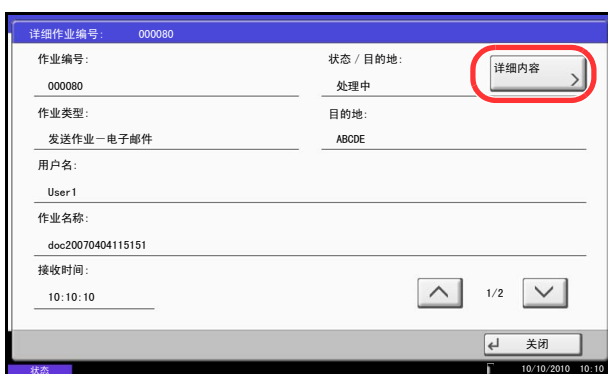 详细作业编号: 000080
作业编号:
000080
状态 / 目的地:
处理中
详细内容
作业类型:
发送作业－电子邮件
目的地:
ABCDE
用户名:
User1
作业名称:
doc20070404115151
接收时间:
10:10:10
1/2
关闭
状态
10/10/2010 10:10